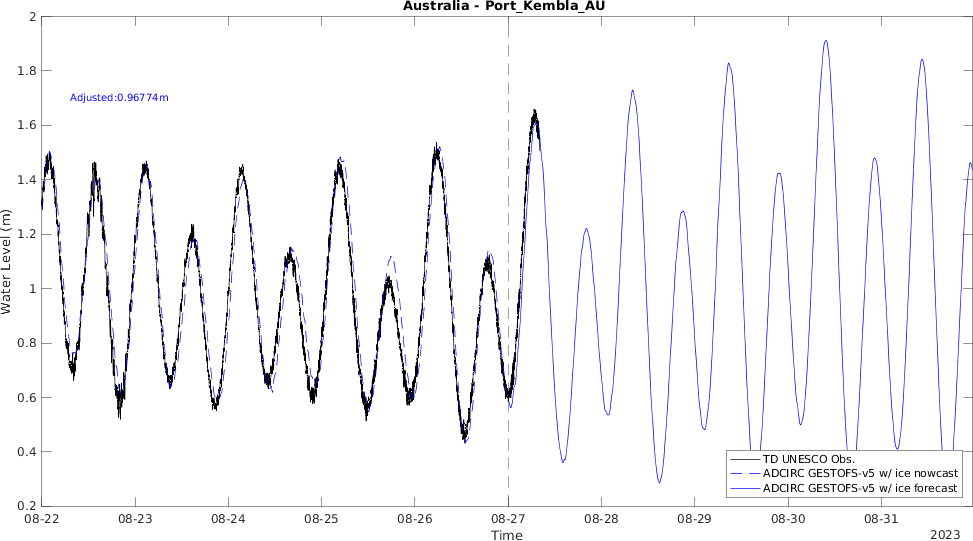 Australia - Port_Kembla_AU
2
1.8
Adjusted:0.96774m
1.6
1.4
1.2
Water Level (m)
1
0.8
0.6
0.4
TD UNESCO Obs.
ADCIRC GESTOFS-v5 w/ ice nowcast
ADCIRC GESTOFS-v5 w/ ice forecast
0.2
08-22 08-23 08-24 08-25 08-26 08-27 08-28 08-29 08-30 08-31
Time
2023